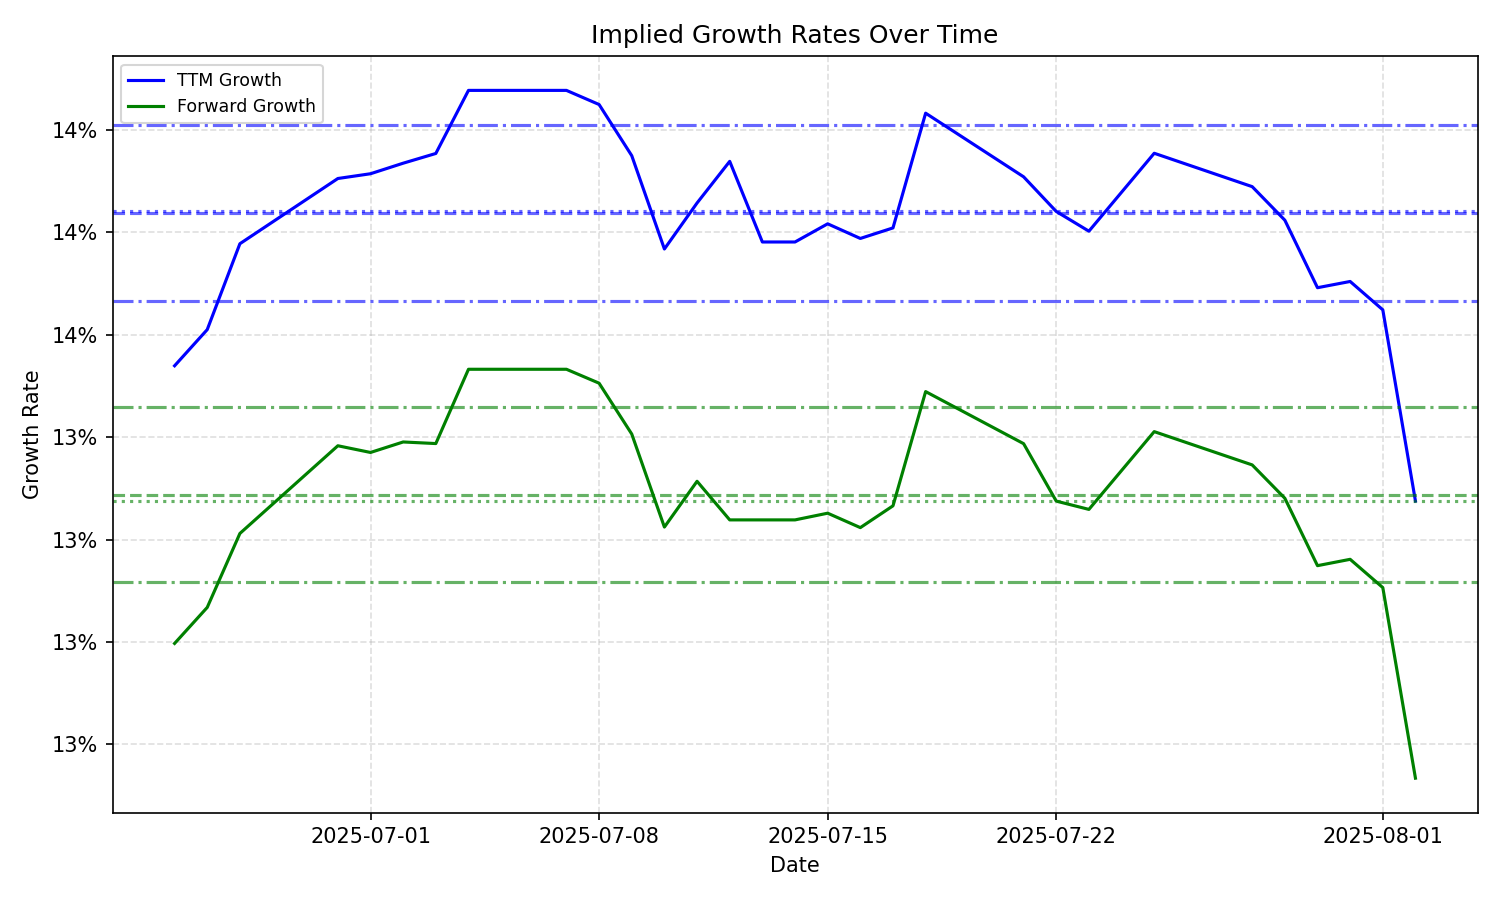 Implied Growth Rates Over Time
TTM Growth
Forward Growth
14%
14%
14%
13%
13%
13%
13%
Growth Rate
2025-07-01
2025-07-08
2025-07-15
2025-07-22
2025-08-01
Date